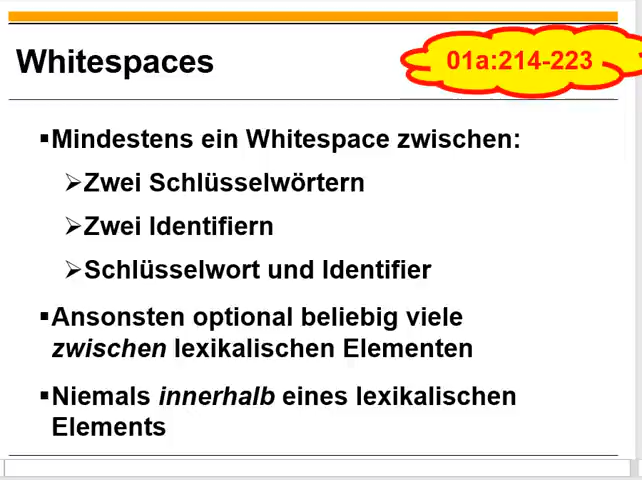 Whitespaces
01a:214-223
▪Mindestens ein Whitespace zwischen:
➢Zwei Schlüsselwörtern
➢Zwei Identifiern
➢Schlüsselwort und Identifier
▪Ansonsten optional beliebig viele
zwischen lexikalischen Elementen
▪Niemals innerhalb eines lexikalischen
Elements